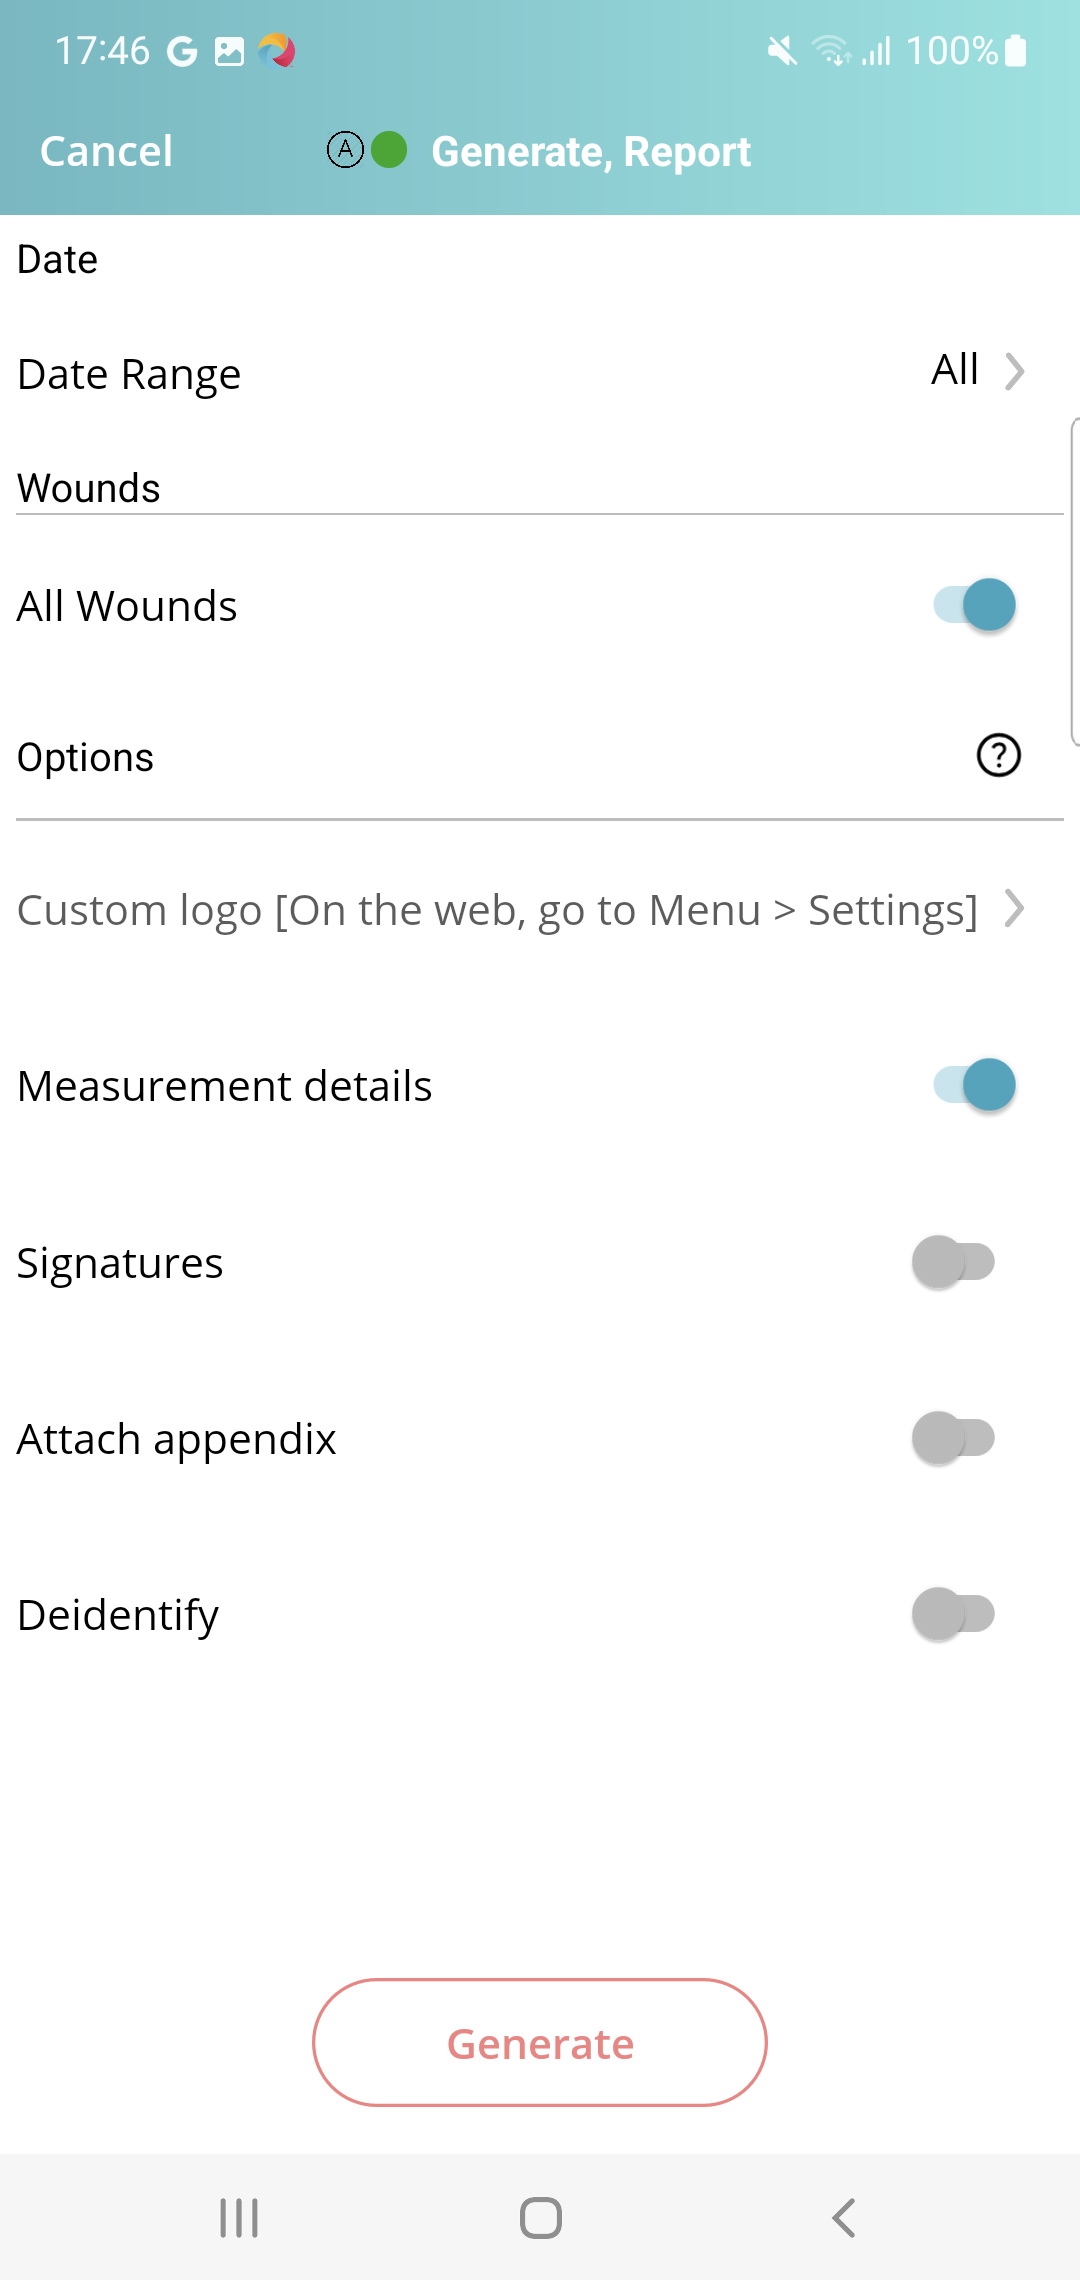 17:46 G 100%
Cancel A Generate, Report
Date
Date Range All
Wounds
All Wounds
Options ?
Custom logo [On the web, go to Menu > Settings]
Measurement details
Signatures
Attach appendix
Deidentify
Generate